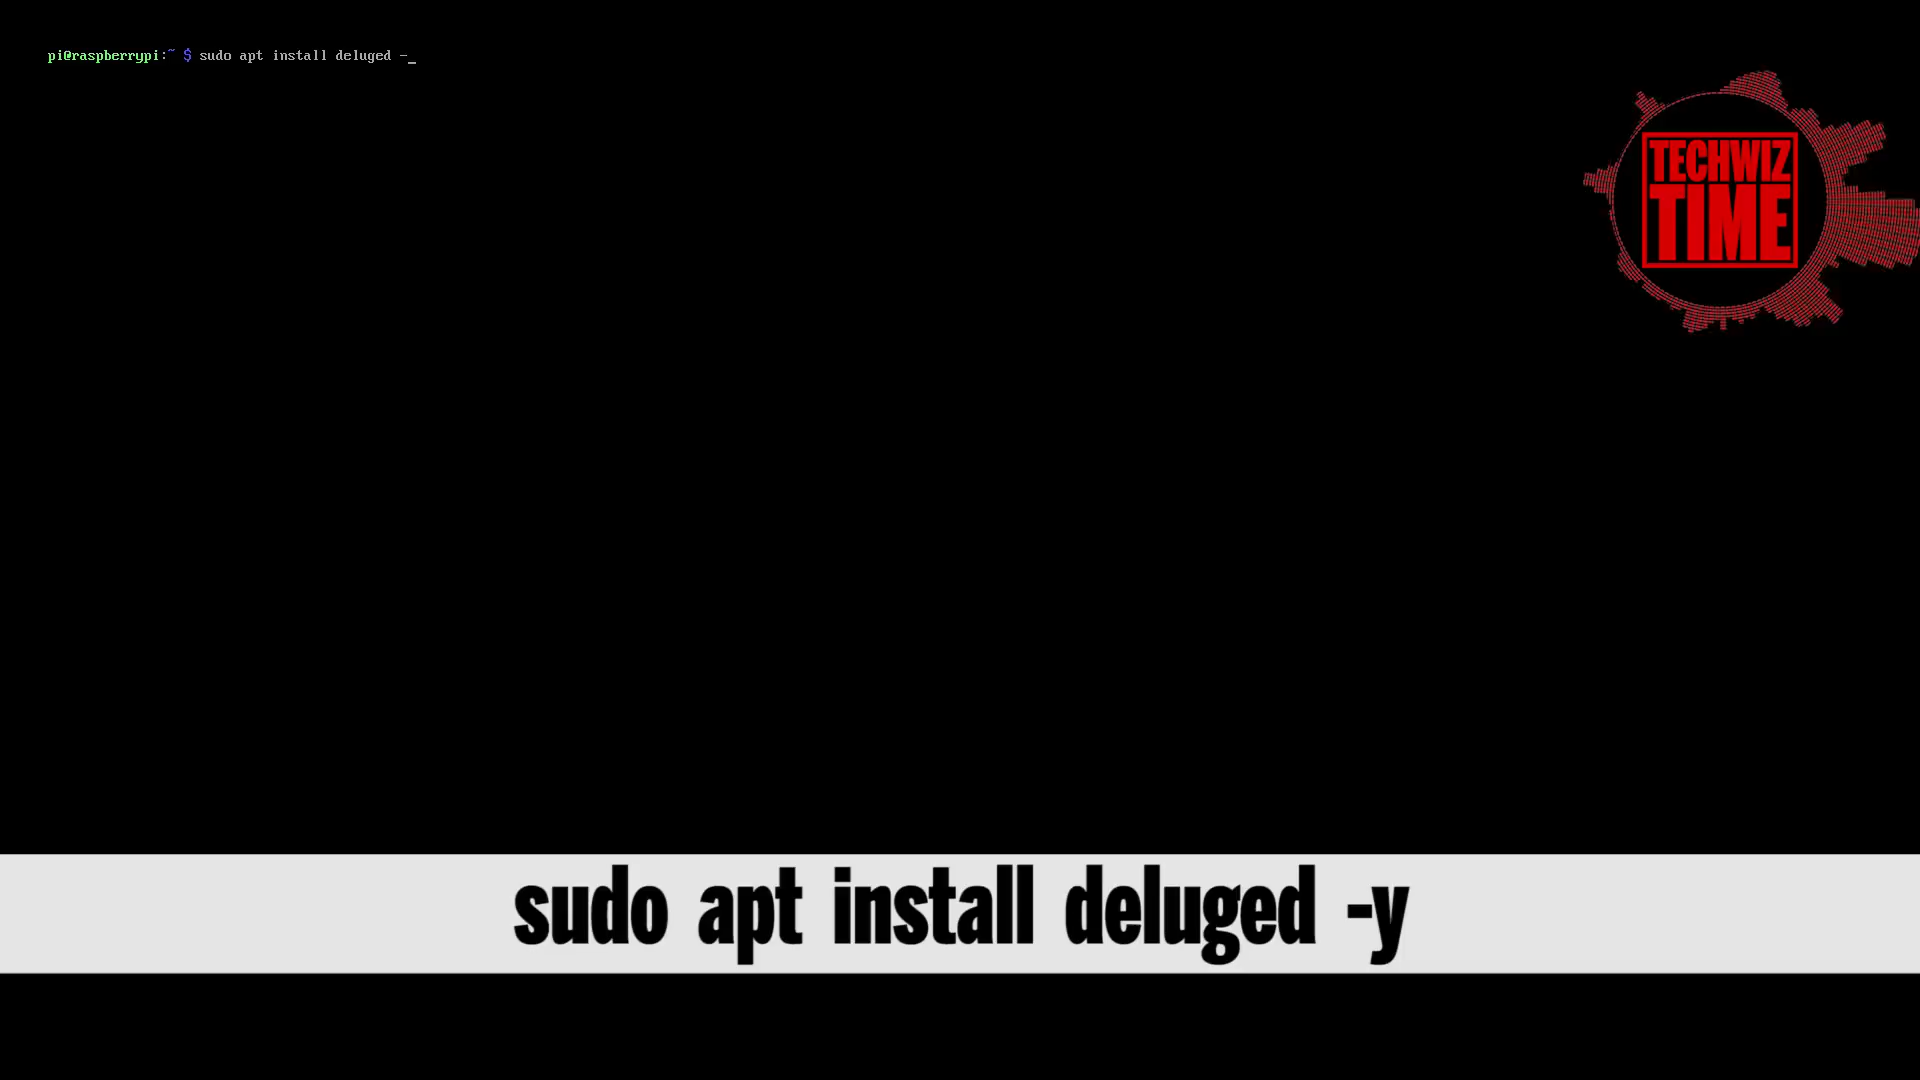 pi@raspberrypi:~ $ sudo apt install deluged -_
TECHWIZ
TIME
sudo apt install deluged -y